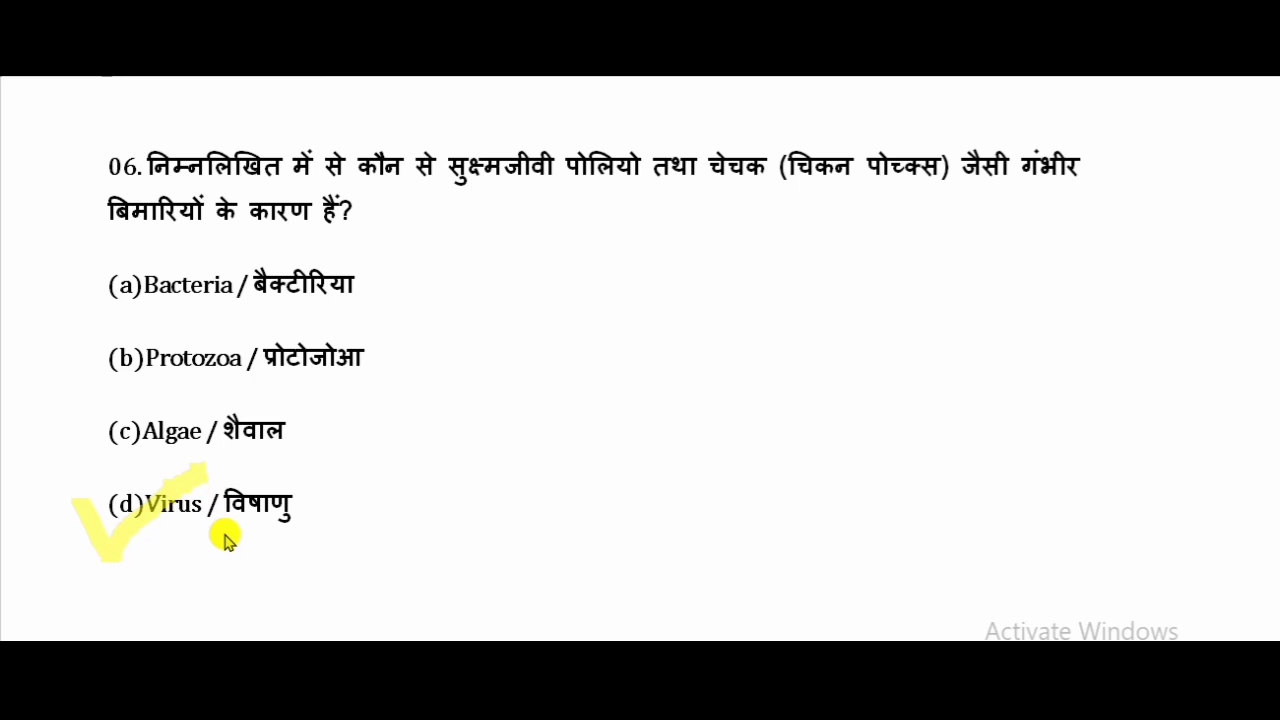 06. निम्नलिखित में से कौन से सुक्ष्मजीवी पोलियो तथा चेचक (चिकन पोच्क्स) जैसी गंभीर
बिमारियों के कारण हैं?
(a)Bacteria / बैक्टीरिया
(b)Protozoa / प्रोटोजोआ
(c)Algae / शैवाल
(d)Virus / विषाणु
Activate Windows